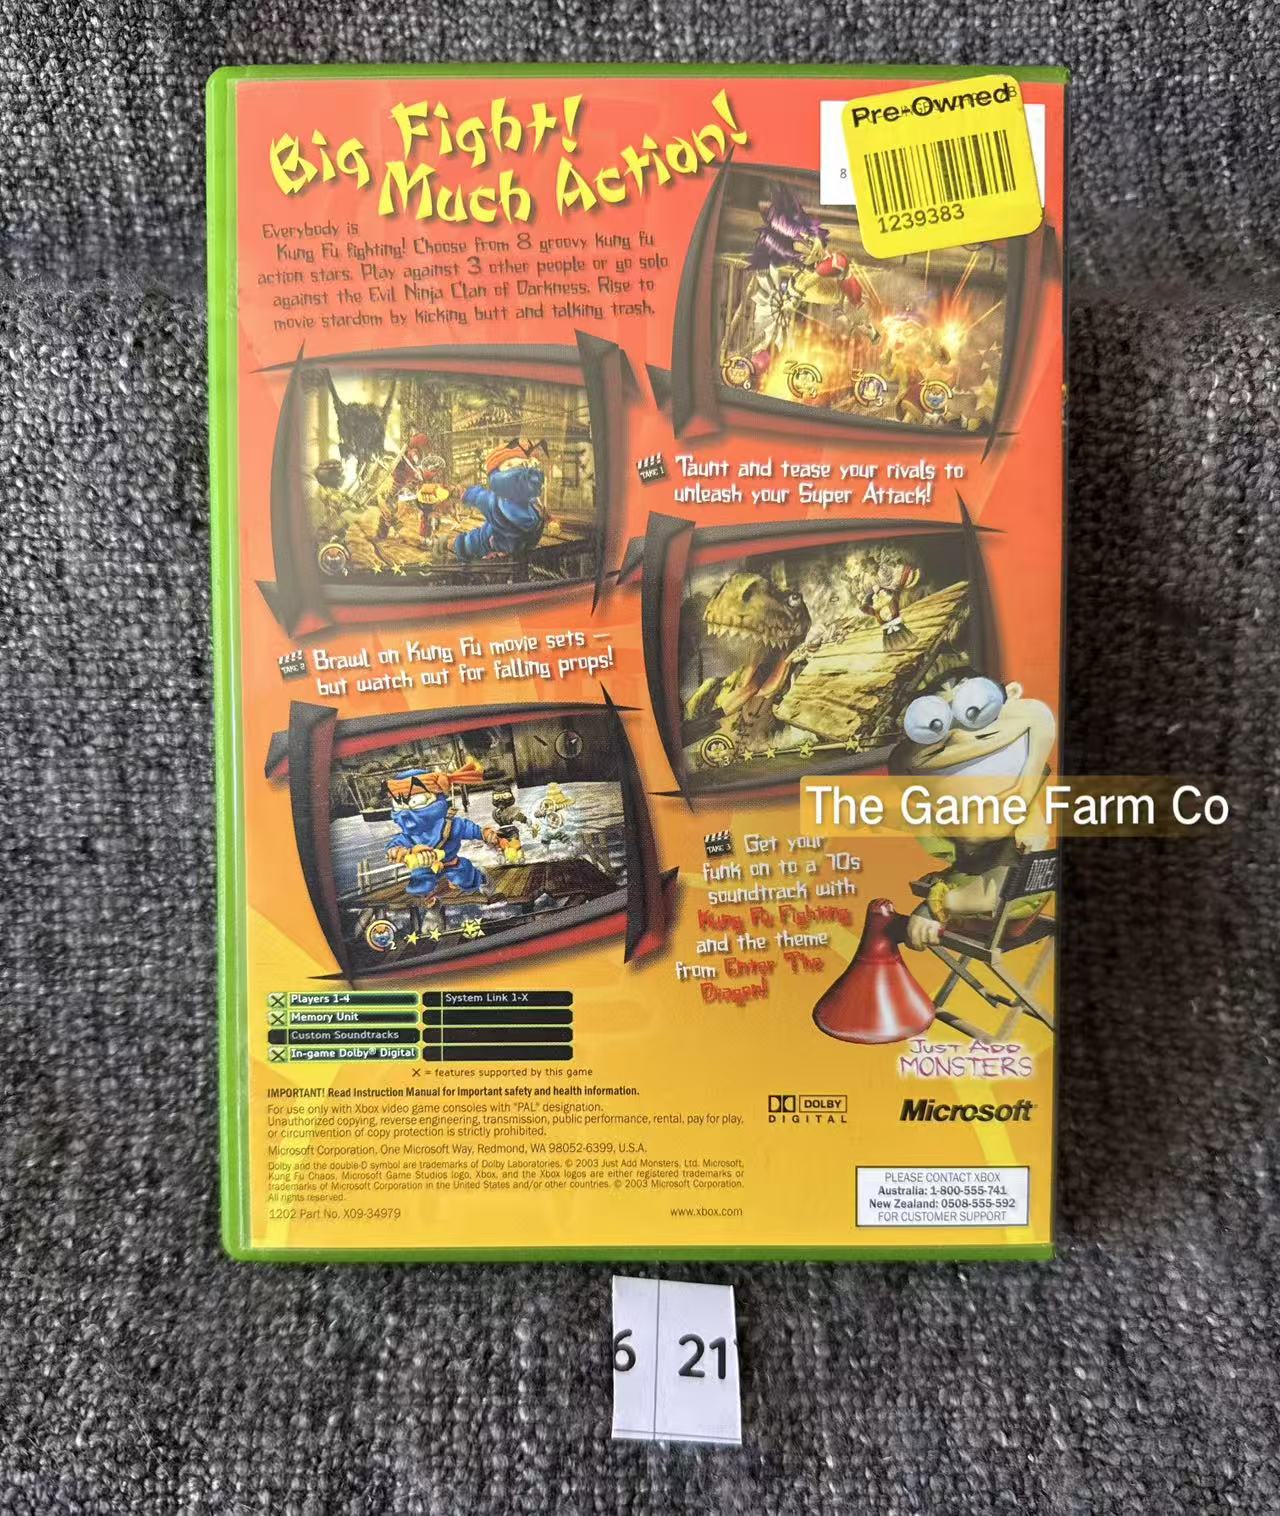 Big Fight!
Much Action!
Pre-Owned
8
1239383
Everybody is
Kung Fu fighting! Choose from 8 groovy kung fu
action stars. Play against 3 other people or go solo
against the Evil Ninja Clan of Darkness. Rise to
movie stardom by kicking butt and talking trash.
TAKE 1
Taunt and tease your rivals to
unleash your Super Attack!
TAKE 2
Brawl on Kung Fu movie sets –
but watch out for falling props!
The Game Farm Co
TAKE 3
Get your
funk on to a 70s
soundtrack with
Kung Fu Fighting
and the theme
from Enter The
Dragon!
DIREC
Players 1-4
System Link 1-X
Memory Unit
Custom Soundtracks
In-game Dolby® Digital
X = features supported by this game
JUST ADD
MONSTERS
IMPORTANT! Read Instruction Manual for important safety and health information.
For use only with Xbox video game consoles with "PAL" designation.
Unauthorized copying, reverse engineering, transmission, public performance, rental, pay for play,
or circumvention of copy protection is strictly prohibited.
Microsoft Corporation, One Microsoft Way, Redmond, WA 98052-6399, U.S.A.
Dolby and the double-D symbol are trademarks of Dolby Laboratories. © 2003 Just Add Monsters, Ltd. Microsoft,
Kung Fu Chaos, Microsoft Game Studios logo, Xbox, and the Xbox logos are either registered trademarks or
trademarks of Microsoft Corporation in the United States and/or other countries. © 2003 Microsoft Corporation.
All rights reserved.
1202 Part No. X09-34979
www.xbox.com
DOLBY
DIGITAL
Microsoft
PLEASE CONTACT XBOX
Australia: 1-800-555-741
New Zealand: 0508-555-592
FOR CUSTOMER SUPPORT
6 21